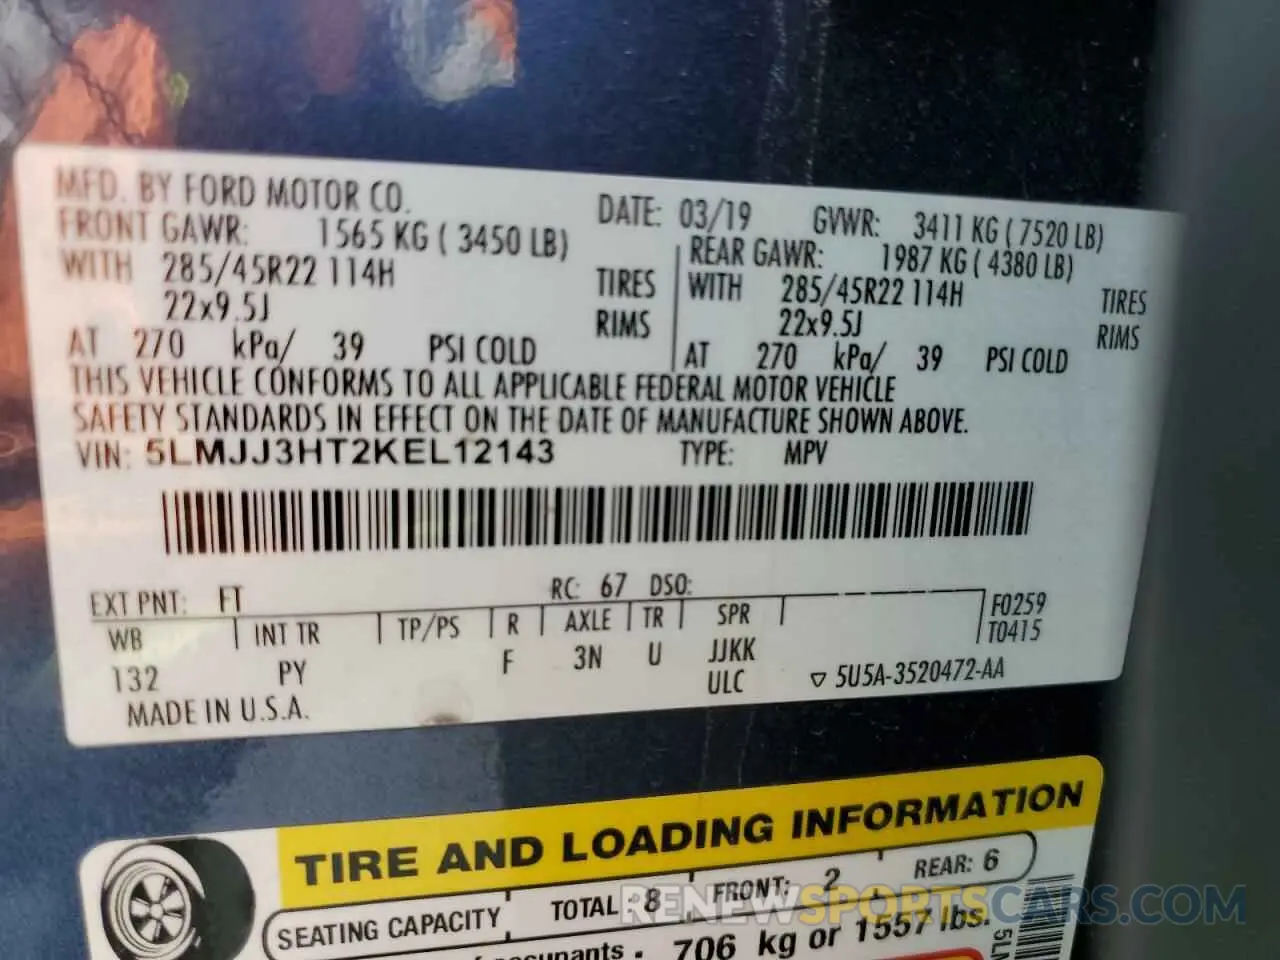 MFD. BY FORD MOTOR CO.
DATE: 03/19 GVWR: 3411 KG ( 7520 LB)
FRONT GAWR: 1565 KG ( 3450 LB) REAR GAWR: 1987 KG ( 4380 LB)
WITH 285/45R22 114H TIRES WITH 285/45R22 114H TIRES
22x9.5J RIMS 22x9.5J RIMS
AT 270 kPa/ 39 PSI COLD AT 270 kPa/ 39 PSI COLD
THIS VEHICLE CONFORMS TO ALL APPLICABLE FEDERAL MOTOR VEHICLE
SAFETY STANDARDS IN EFFECT ON THE DATE OF MANUFACTURE SHOWN ABOVE.
VIN: 5LMJJ3HT2KEL12143 TYPE: MPV
EXT PNT: FT RC: 67 DSO:
WB INT TR TP/PS R AXLE TR SPR F0259
T0415
132 PY F 3N U JJKK
ULC ▽ 5U5A-3520472-AA
MADE IN U.S.A.
TIRE AND LOADING INFORMATION
SEATING CAPACITY TOTAL : 8 FRONT: 2 REAR: 6
RENEWSPORTSCARS.COM
706 kg or 1557 lbs.